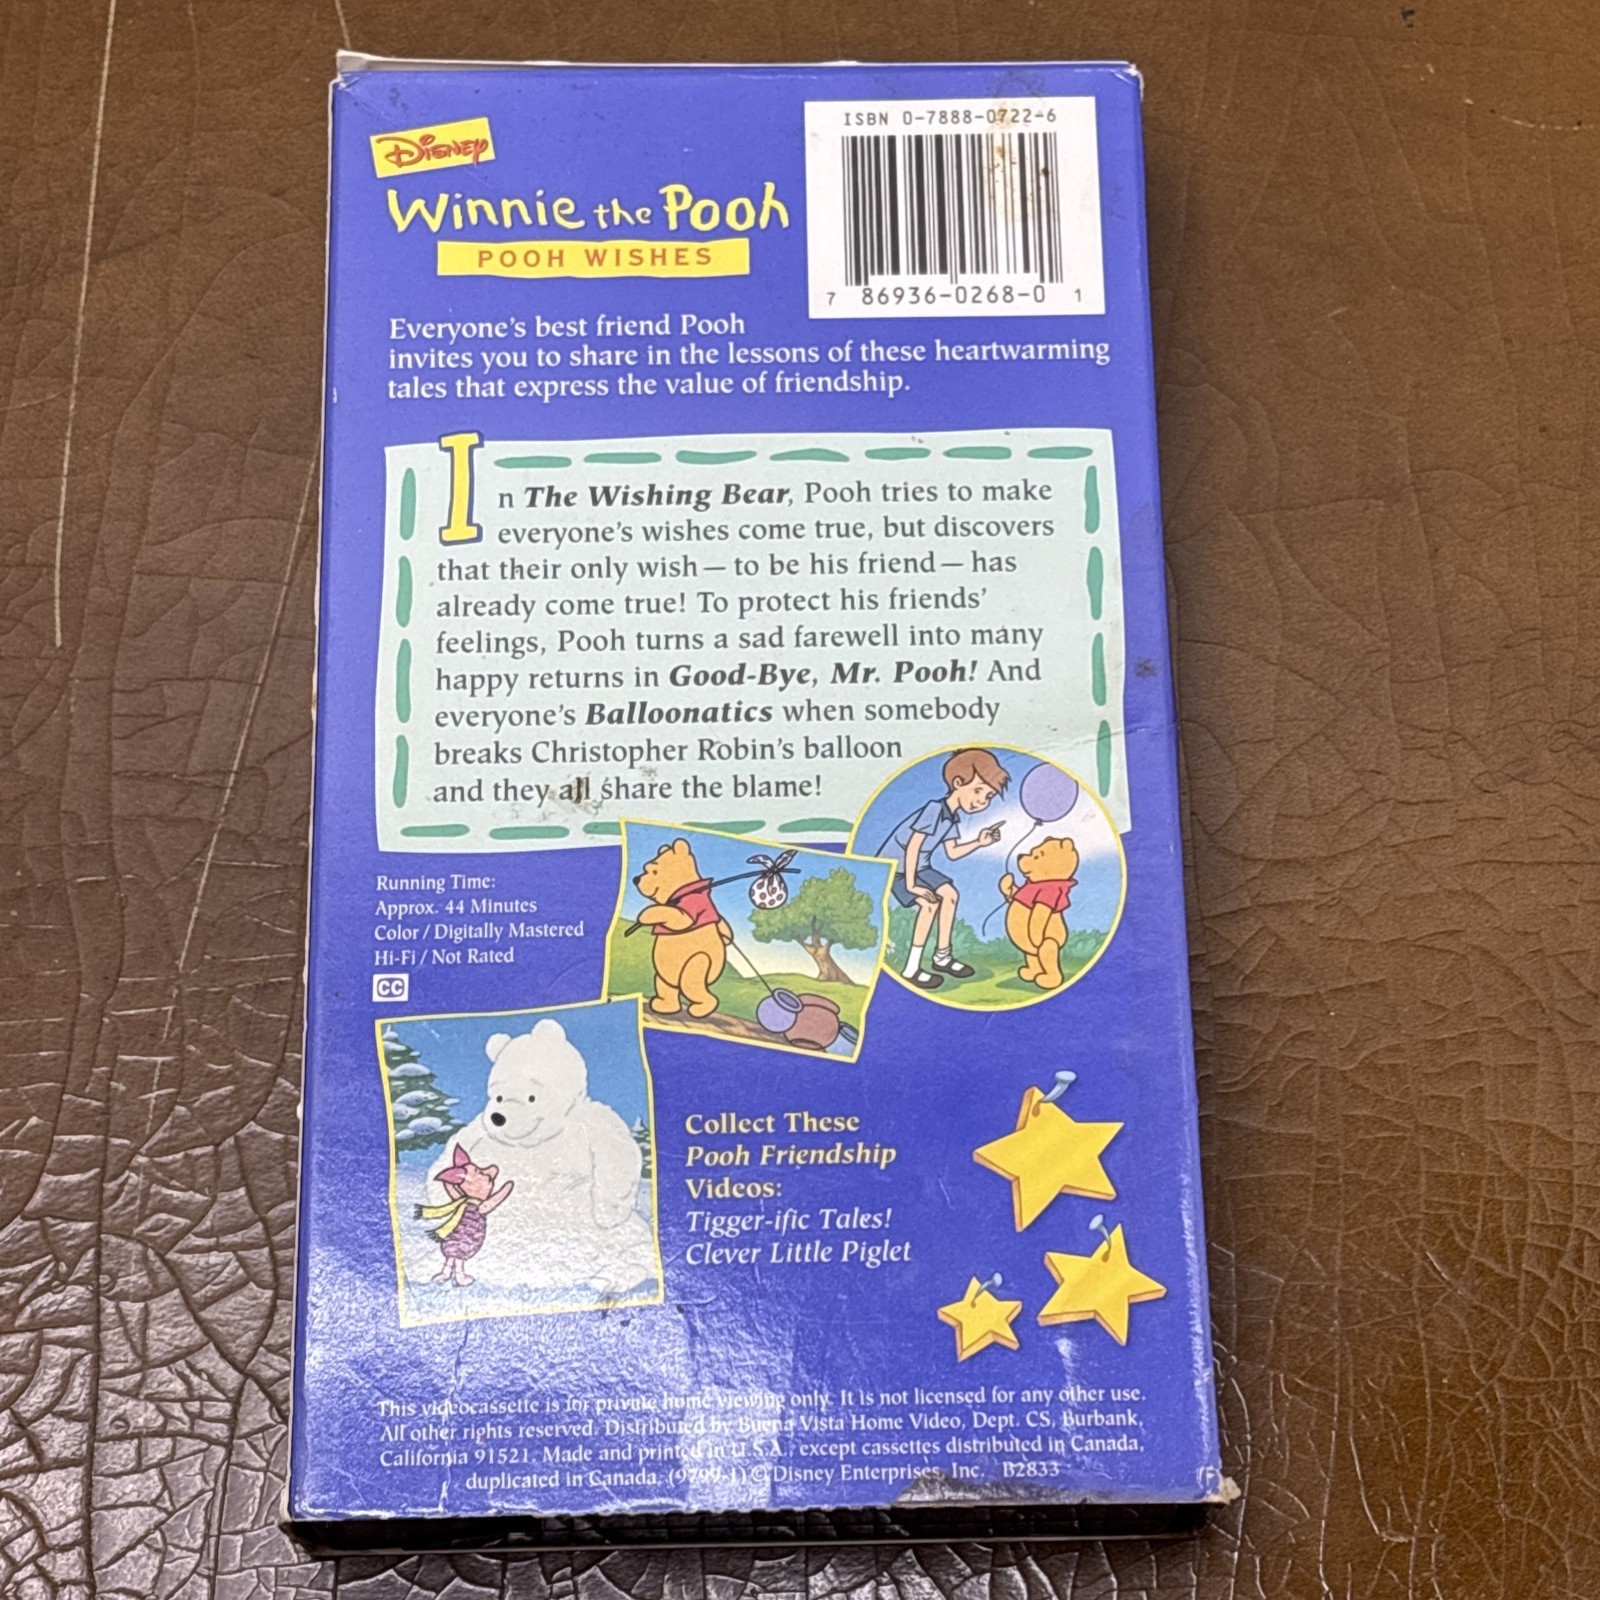 Disney
Winnie the Pooh
POOH WISHES
ISBN 0-7888-0722-6
7 86936-0268-0 1
Everyone's best friend Pooh
invites you to share in the lessons of these heartwarming
tales that express the value of friendship.
In The Wishing Bear, Pooh tries to make
everyone's wishes come true, but discovers
that their only wish — to be his friend — has
already come true! To protect his friends'
feelings, Pooh turns a sad farewell into many
happy returns in Good-Bye, Mr. Pooh! And
everyone's Balloonatics when somebody
breaks Christopher Robin's balloon
and they all share the blame!
Running Time:
Approx. 44 Minutes
Color / Digitally Mastered
Hi-Fi / Not Rated
CC
Collect These
Pooh Friendship
Videos:
Tigger-ific Tales!
Clever Little Piglet
This videocassette is for private home viewing only. It is not licensed for any other use.
All other rights reserved. Distributed by Buena Vista Home Video, Dept. CS, Burbank,
California 91521. Made and printed in U.S.A., except cassettes distributed in Canada,
duplicated in Canada. © Disney Enterprises, Inc. B2833
(F)